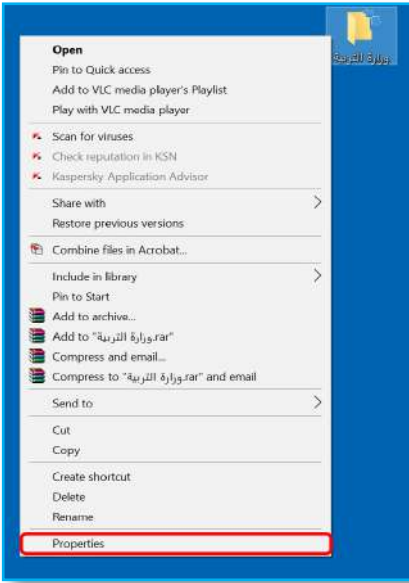 وزارة التربية
Open
Pin to Quick access
Add to VLC media player's Playlist
Play with VLC media player
Scan for viruses
Check reputation in KSN
Kaspersky Application Advisor
Share with
Restore previous versions
Combine files in Acrobat...
Include in library
Pin to Start
Add to archive...
Add to "وزارة التربية.rar"
Compress and email...
Compress to "وزارة التربية.rar" and email
Send to
Cut
Copy
Create shortcut
Delete
Rename
Properties